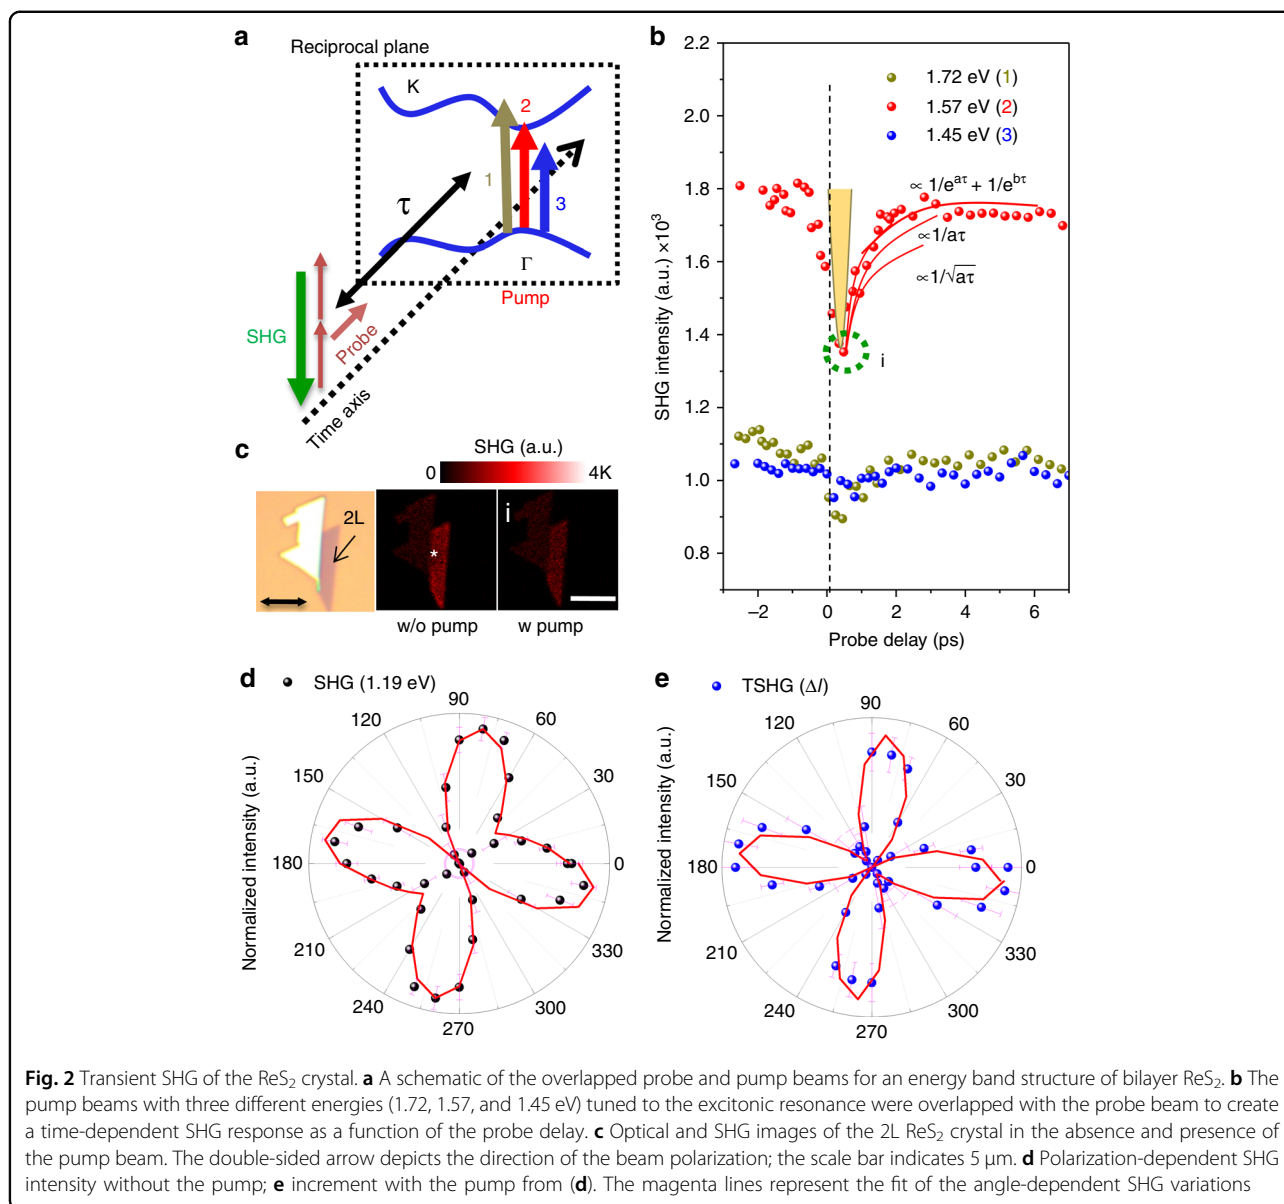 a
Reciprocal plane
K
2
1
3
τ
Γ
Pump
SHG
Probe
Time axis
b
2.2
2.0
1.8
1.6
1.4
1.2
1.0
0.8
SHG intensity (a.u.) ×10³
1.72 eV (1)
1.57 eV (2)
1.45 eV (3)
∝ 1/e^aτ + 1/e^bτ
∝1/aτ
∝1/√aτ
i
−2 0 2 4 6
Probe delay (ps)
c
SHG (a.u.)
0 4K
2L
*
i
w/o pump w pump
d
SHG (1.19 eV)
Normalized intensity (a.u.)
90
120 60
150 30
180 0
210 330
240 300
270
e
TSHG (ΔI)
Normalized intensity (a.u.)
90
120 60
150 30
180 0
210 330
240 300
270
Fig. 2 Transient SHG of the ReS₂ crystal. a A schematic of the overlapped probe and pump beams for an energy band structure of bilayer ReS₂. b The
pump beams with three different energies (1.72, 1.57, and 1.45 eV) tuned to the excitonic resonance were overlapped with the probe beam to create
a time-dependent SHG response as a function of the probe delay. c Optical and SHG images of the 2L ReS₂ crystal in the absence and presence of
the pump beam. The double-sided arrow depicts the direction of the beam polarization; the scale bar indicates 5 μm. d Polarization-dependent SHG
intensity without the pump; e increment with the pump from (d). The magenta lines represent the fit of the angle-dependent SHG variations